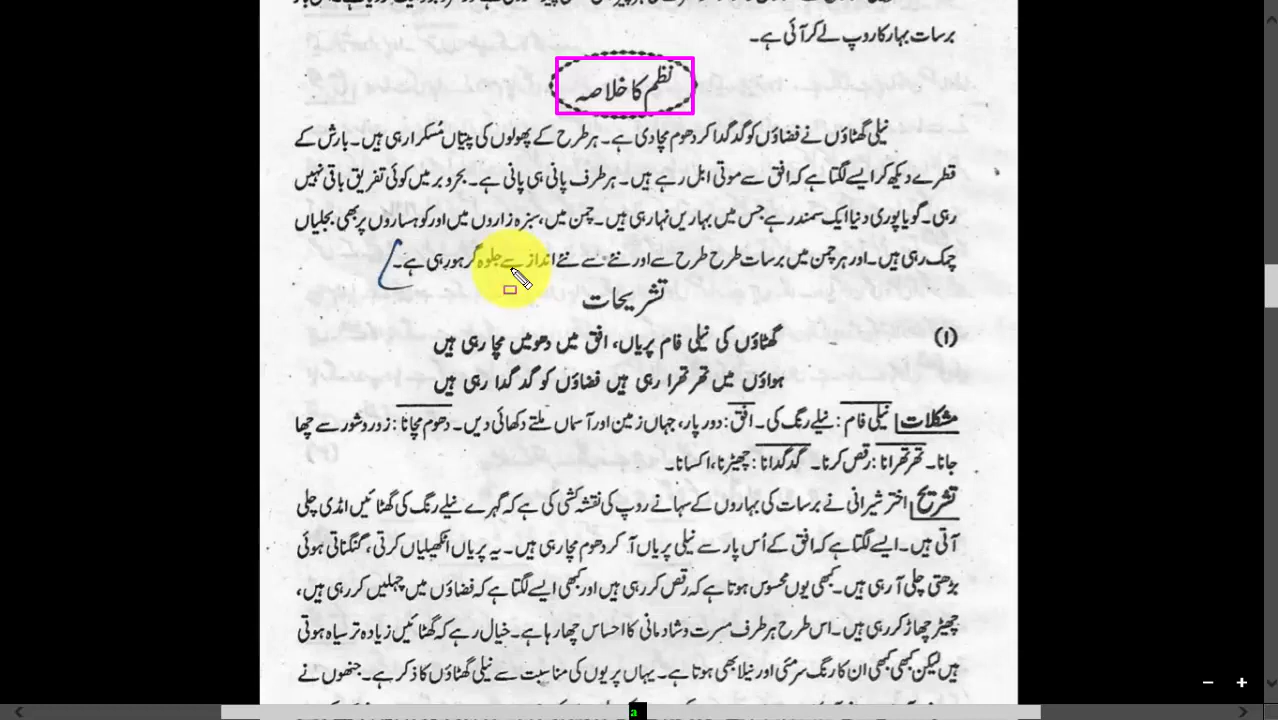 برسات بہار کا روپ لے کر آئی ہے۔
نظم کا خلاصہ
نیلی گھٹاؤں نے فضاؤں کو گدگدا کر دھوم مچا دی ہے۔ ہر طرح کے پھولوں کی پتیاں مُسکرا رہی ہیں۔ بارش کے
قطرے دیکھ کر ایسے لگتا ہے کہ افق سے موتی ابل رہے ہیں۔ ہر طرف پانی ہی پانی ہے۔ بحر و بر میں کوئی تفریق باقی نہیں
رہی۔ گویا پوری دنیا ایک سمندر ہے جس میں بہاریں نہا رہی ہیں۔ چمن میں، سبزہ زاروں میں اور کوہساروں پر بھی بجلیاں
چمک رہی ہیں۔ اور ہر چمن میں برسات طرح طرح سے اور نئے سے نئے انداز سے جلوہ گر ہو رہی ہے۔
تشریحات
(۱) گھٹاؤں کی نیلی فام پریاں، افق میں دھومیں مچا رہی ہیں
ہواؤں میں تھرتھرا رہی ہیں فضاؤں کو گدگدا رہی ہیں
مشکلات نیلی فام: نیلے رنگ کی۔ افق: دور پار، جہاں زمین اور آسماں ملتے دکھائی دیں۔ دھوم مچانا: زور و شور سے چھا
جانا۔ تھرتھرانا: رقص کرنا۔ گدگدانا: چھیڑنا، اکسانا۔
تشریح اختر شیرانی نے برسات کی بہاروں کے سہانے روپ کی نقشہ کشی کی ہے کہ گہرے نیلے رنگ کی گھٹائیں امڈی چلی
آتی ہیں۔ ایسے لگتا ہے کہ افق کے اُس پار سے نیلی پریاں آ کر دھوم مچا رہی ہیں۔ یہ پریاں اٹکھیلیاں کرتی، گنگناتی ہوئی
بڑھتی چلی آ رہی ہیں۔ کبھی یوں محسوس ہوتا ہے کہ رقص کر رہی ہیں اور کبھی ایسے لگتا ہے کہ فضاؤں میں چہلیں کر رہی ہیں،
چھیڑ چھاڑ کر رہی ہیں۔ اس طرح ہر طرف مسرت و شادمانی کا احساس چھا رہا ہے۔ خیال رہے کہ گھٹائیں زیادہ تر سیاہ ہوتی
ہیں لیکن کبھی کبھی ان کا رنگ سرمئی اور نیلا بھی ہوتا ہے۔ یہاں پریوں کی مناسبت سے نیلی گھٹاؤں کا ذکر ہے۔ جنھوں نے
a